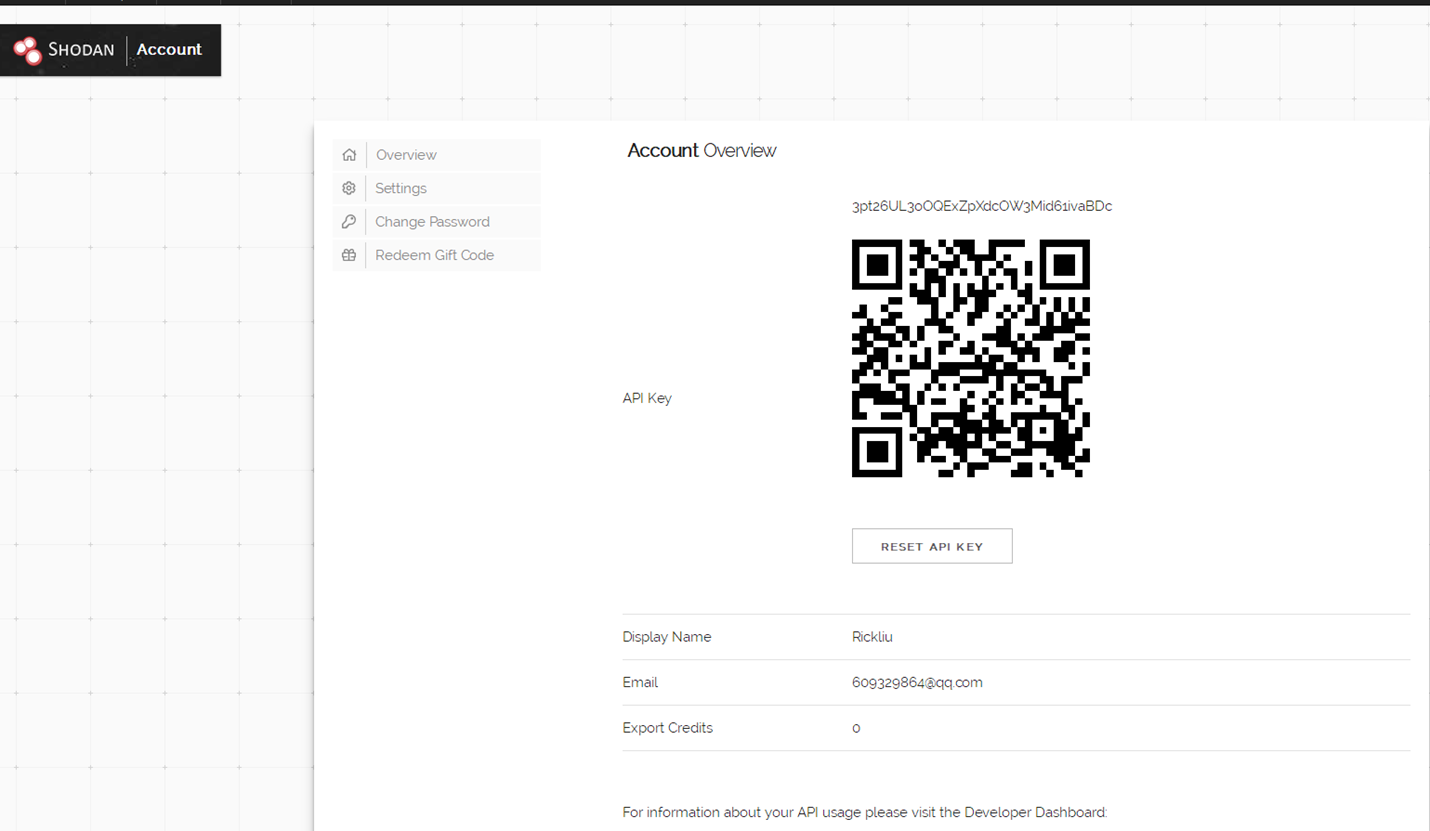 SHODAN Account
Overview
Settings
Change Password
Redeem Gift Code
Account Overview
API Key
RESET API KEY
Display Name Rickliu
Email 609329864@qq.com
Export Credits 0
For information about your API usage please visit the Developer Dashboard: